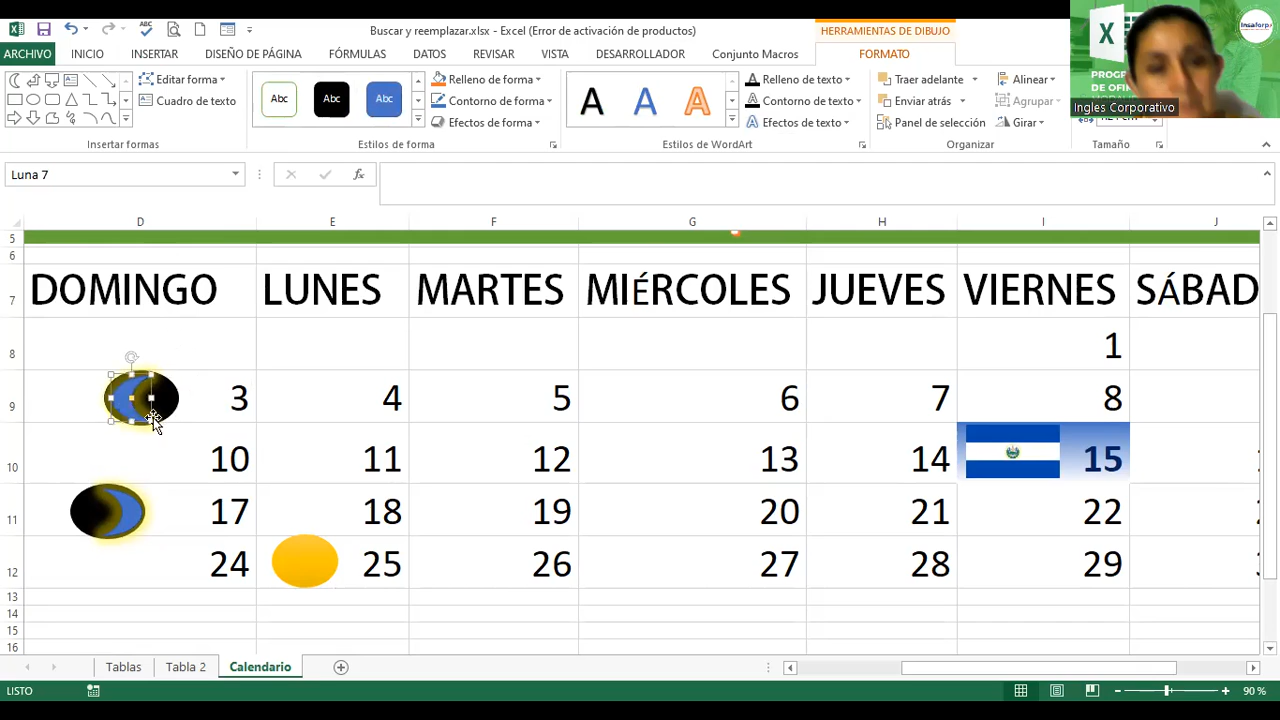 Buscar y reemplazar.xlsx - Excel (Error de activación de productos)
HERRAMIENTAS DE DIBUJO
ARCHIVO INICIO INSERTAR DISEÑO DE PÁGINA FÓRMULAS DATOS REVISAR VISTA DESARROLLADOR Conjunto Macros FORMATO
Editar forma
Cuadro de texto
Insertar formas
Abc Abc Abc
Relleno de forma
Contorno de forma
Efectos de forma
Estilos de forma
A A A
Relleno de texto
Contorno de texto
Efectos de texto
Estilos de WordArt
Traer adelante
Enviar atrás
Panel de selección
Alinear
Agrupar
Girar
Organizar
Tamaño
Insaforp
Ingles Corporativo
Luna 7
fx
D E F G H I J
5
6
7 DOMINGO LUNES MARTES MIÉRCOLES JUEVES VIERNES SÁBAD
8 1
9 3 4 5 6 7 8
10 10 11 12 13 14 15
11 17 18 19 20 21 22
12 24 25 26 27 28 29
13
14
15
16
Tablas Tabla 2 Calendario
LISTO
90 %